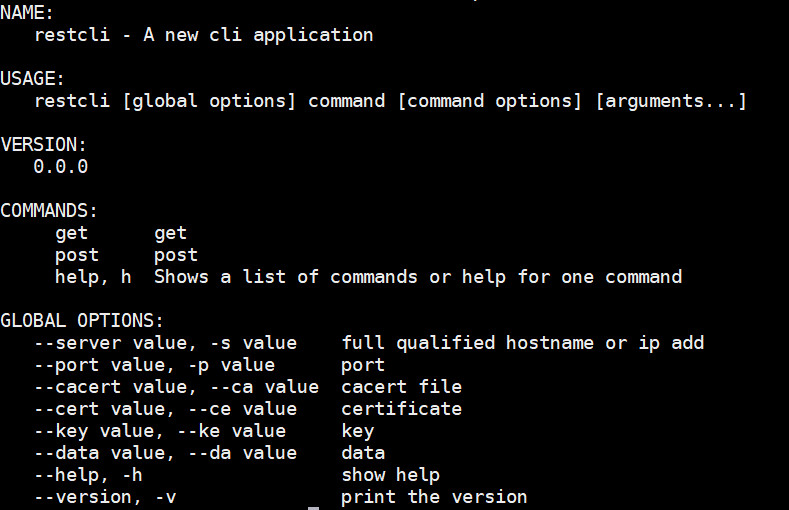 NAME:
restcli - A new cli application
USAGE:
restcli [global options] command [command options] [arguments...]
VERSION:
0.0.0
COMMANDS:
get get
post post
help, h Shows a list of commands or help for one command
GLOBAL OPTIONS:
--server value, -s value full qualified hostname or ip add
--port value, -p value port
--cacert value, --ca value cacert file
--cert value, --ce value certificate
--key value, --ke value key
--data value, --da value data
--help, -h show help
--version, -v print the version